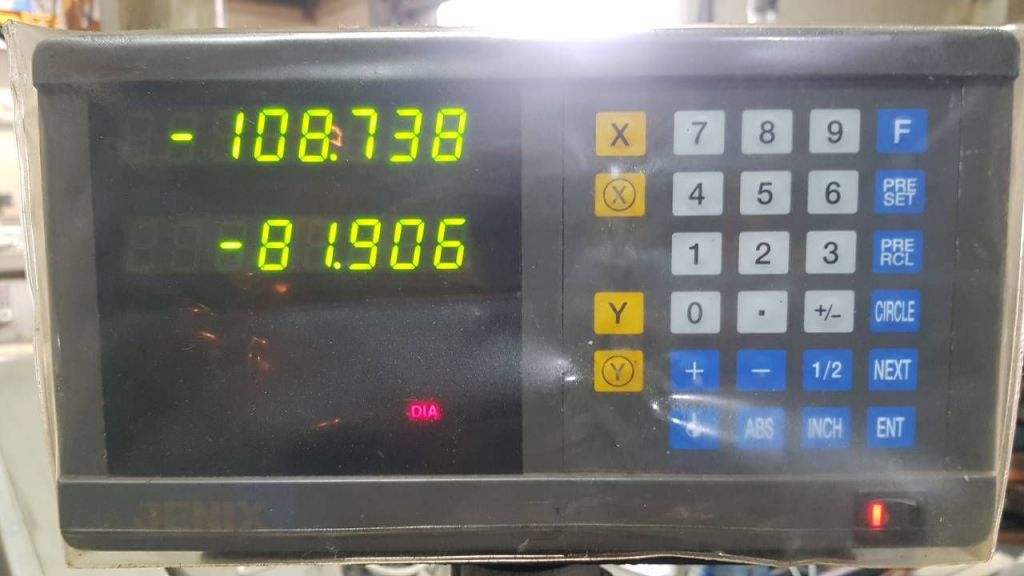 -108.738
-81.906
DIA
X 7 8 9 F
X 4 5 6 PRE SET
1 2 3 PRE RCL
Y 0 . +/- CIRCLE
Y + - 1/2 NEXT
ABS INCH ENT
JENIX